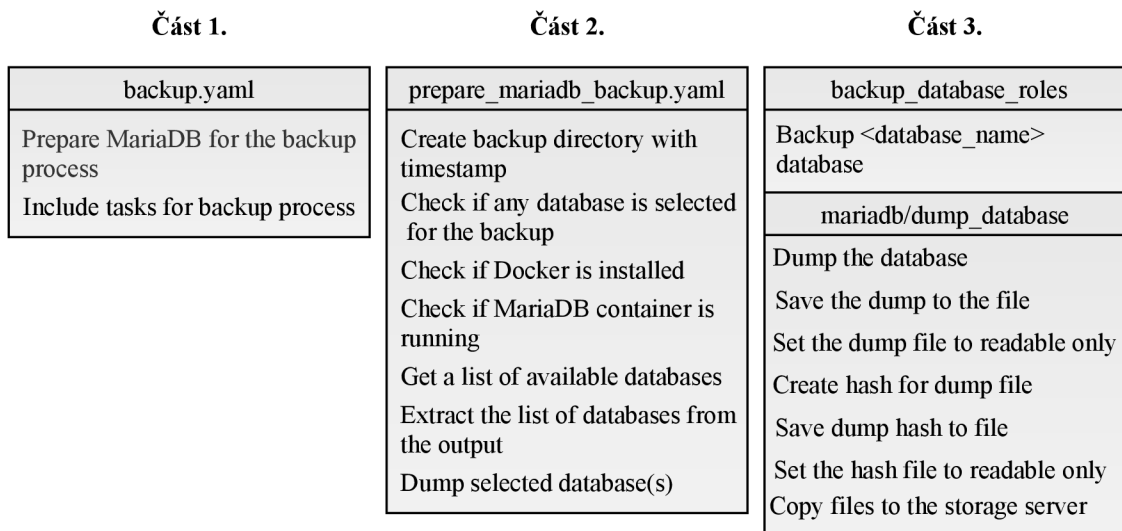 Část 1.
backup.yaml
Prepare MariaDB for the backup
process
Include tasks for backup process
Část 2.
prepare_mariadb_backup.yaml
Create backup directory with
timestamp
Check if any database is selected
for the backup
Check if Docker is installed
Check if MariaDB container is
running
Get a list of available databases
Extract the list of databases from
the output
Dump selected database(s)
Část 3.
backup_database_roles
Backup <database_name>
database
mariadb/dump_database
Dump the database
Save the dump to the file
Set the dump file to readable only
Create hash for dump file
Save dump hash to file
Set the hash file to readable only
Copy files to the storage server